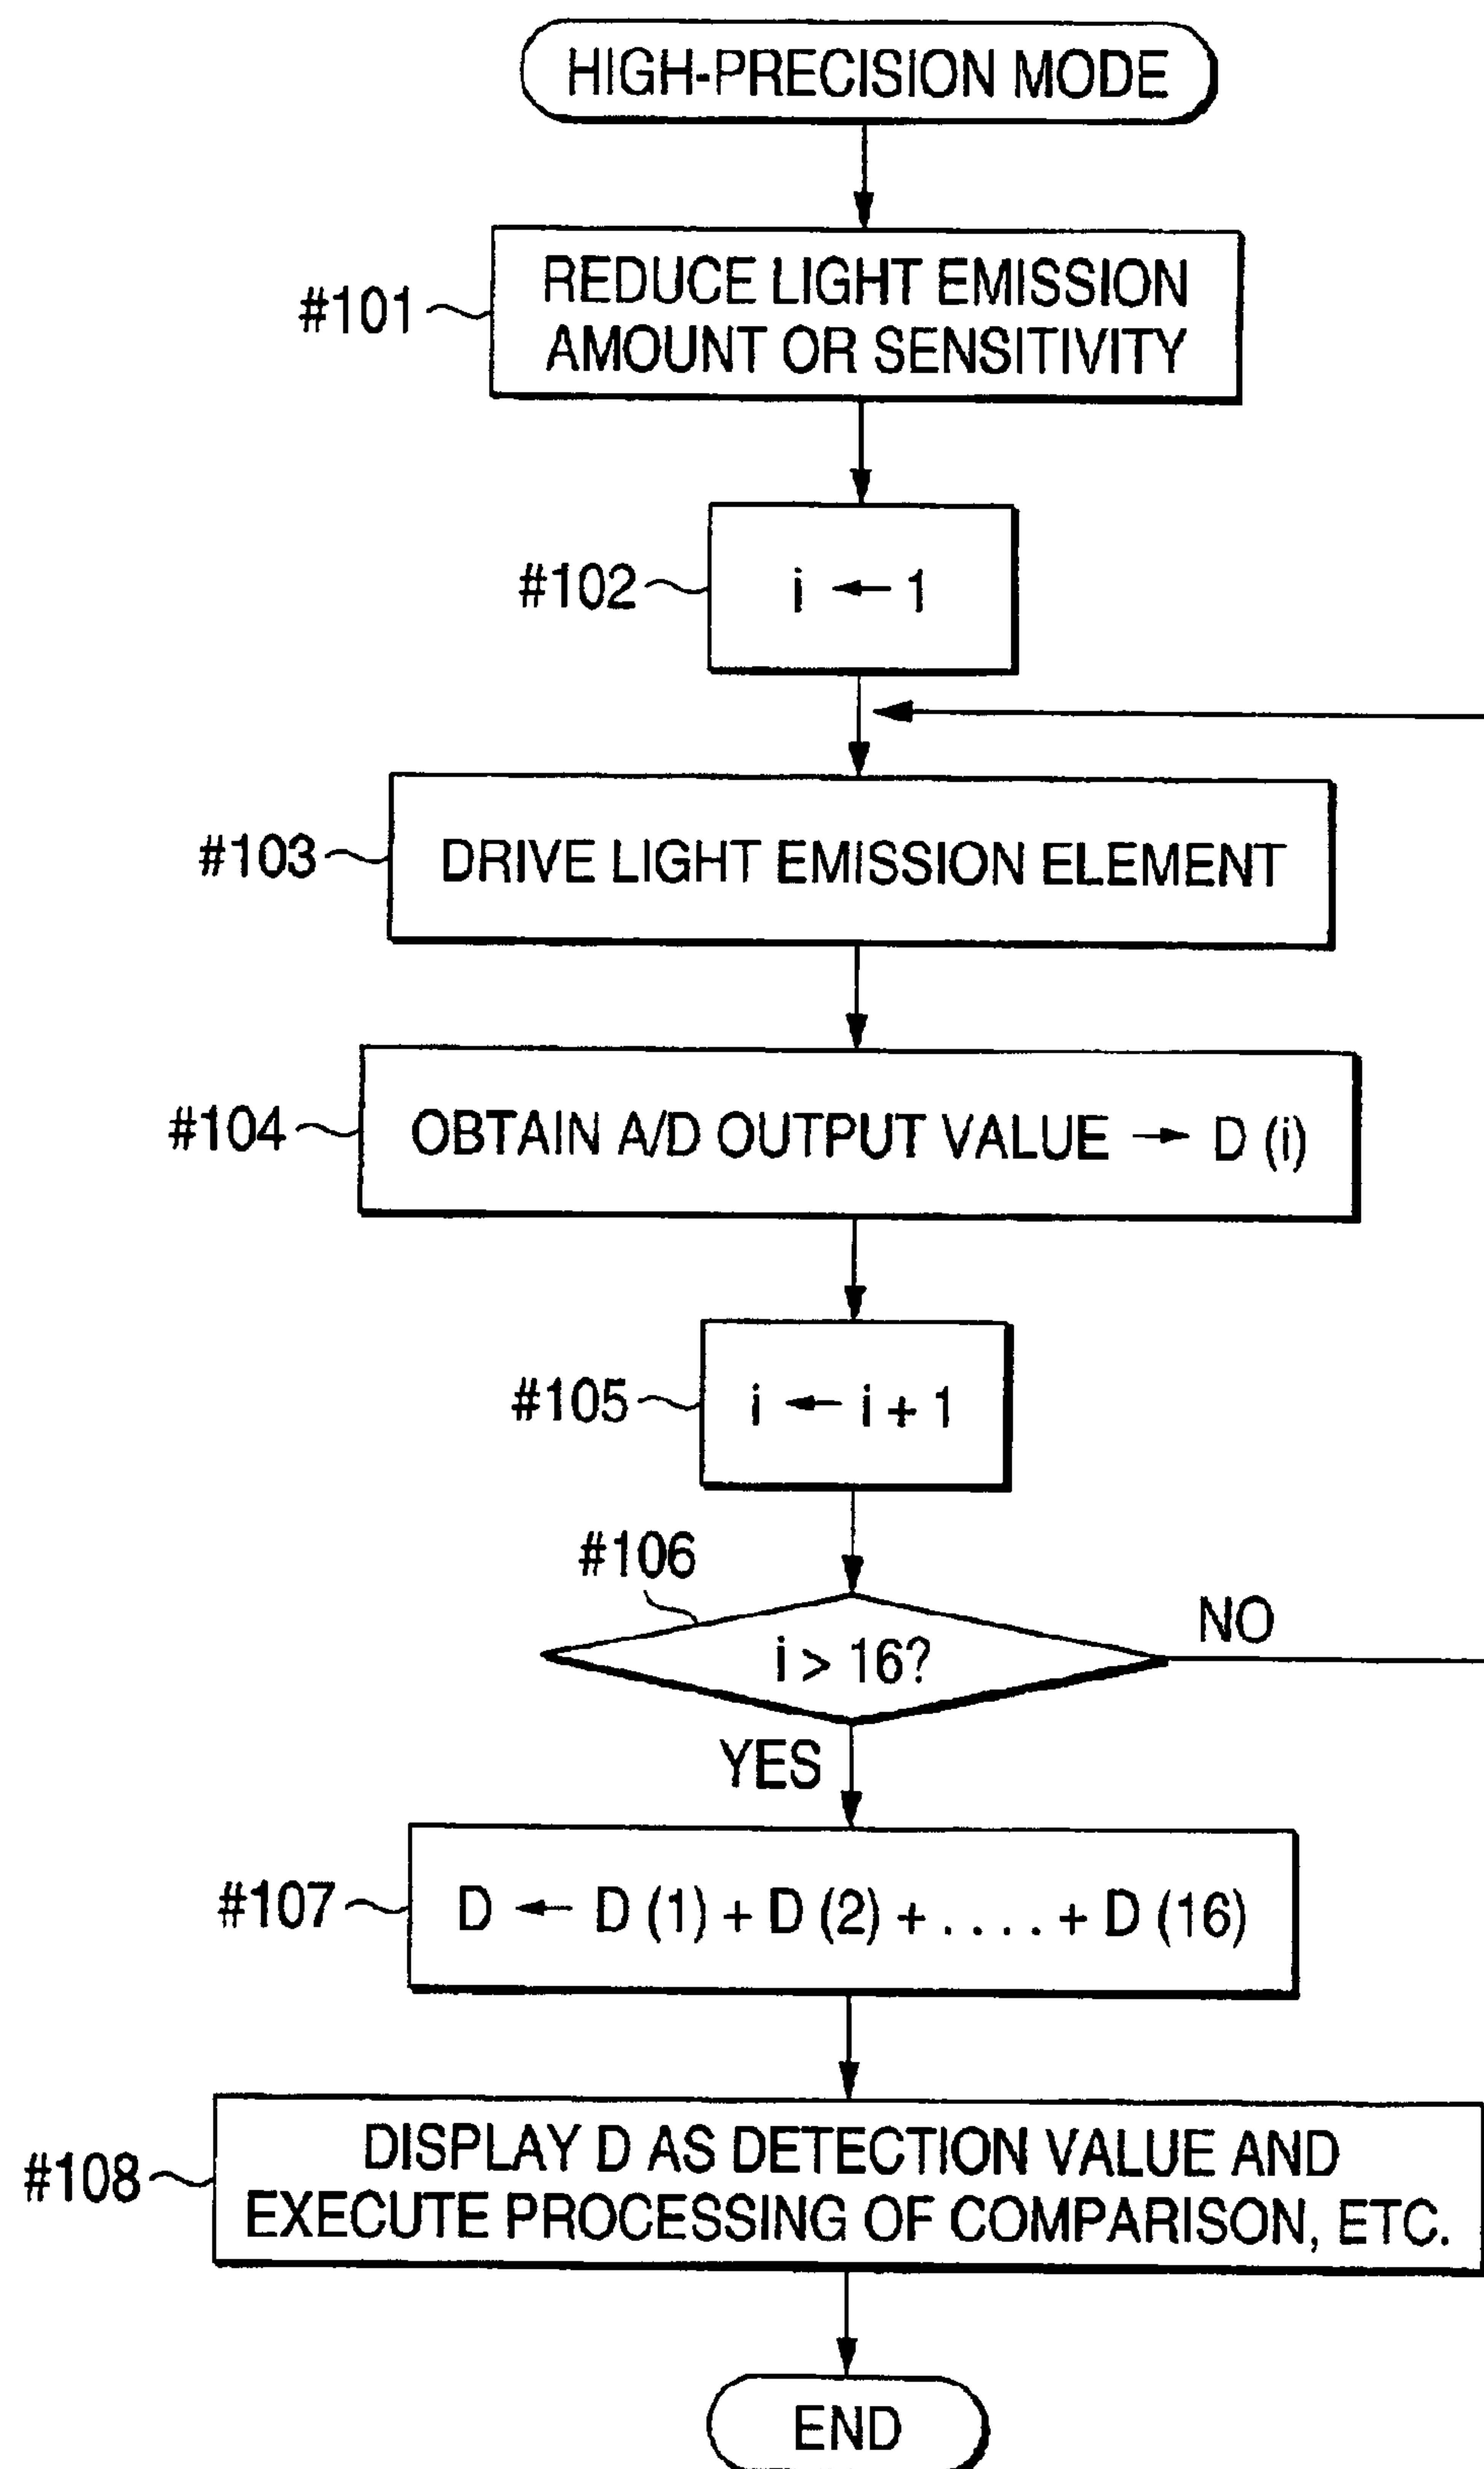 HIGH-PRECISION MODE
#101
REDUCE LIGHT EMISSION
AMOUNT OR SENSITIVITY
#102
i ← 1
#103
DRIVE LIGHT EMISSION ELEMENT
#104
OBTAIN A/D OUTPUT VALUE → D (i)
#105
i ← i + 1
#106
i > 16?
NO
YES
#107
D ← D (1) + D (2) + . . . . + D (16)
#108
DISPLAY D AS DETECTION VALUE AND
EXECUTE PROCESSING OF COMPARISON, ETC.
END